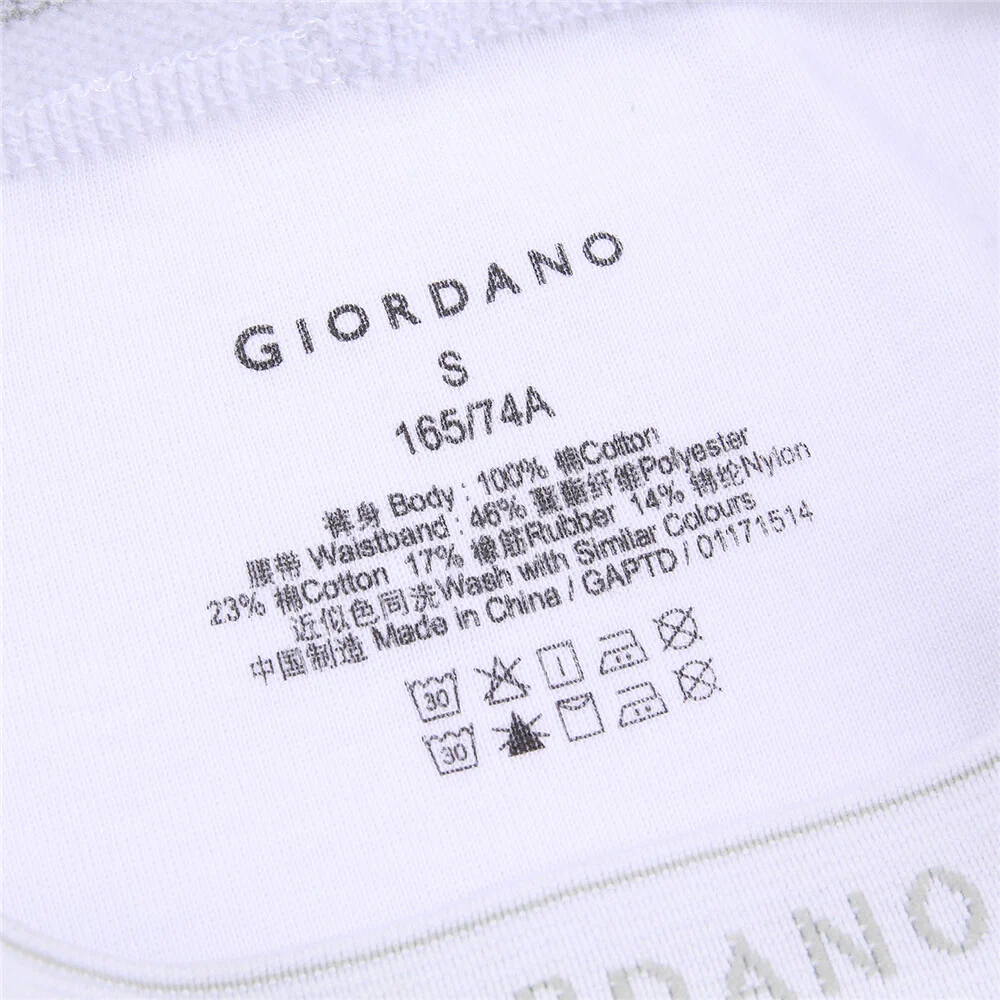 GIORDANO
S
165/74A
裤身 Body : 100% 棉Cotton
腰带 Waistband : 46% 聚酯纤维Polyester
23% 棉Cotton 17% 橡筋Rubber 14% 锦纶Nylon
近似色同洗Wash with Similar Colours
中国制造 Made in China / GAPTD / 01171514
30
30
RDANO